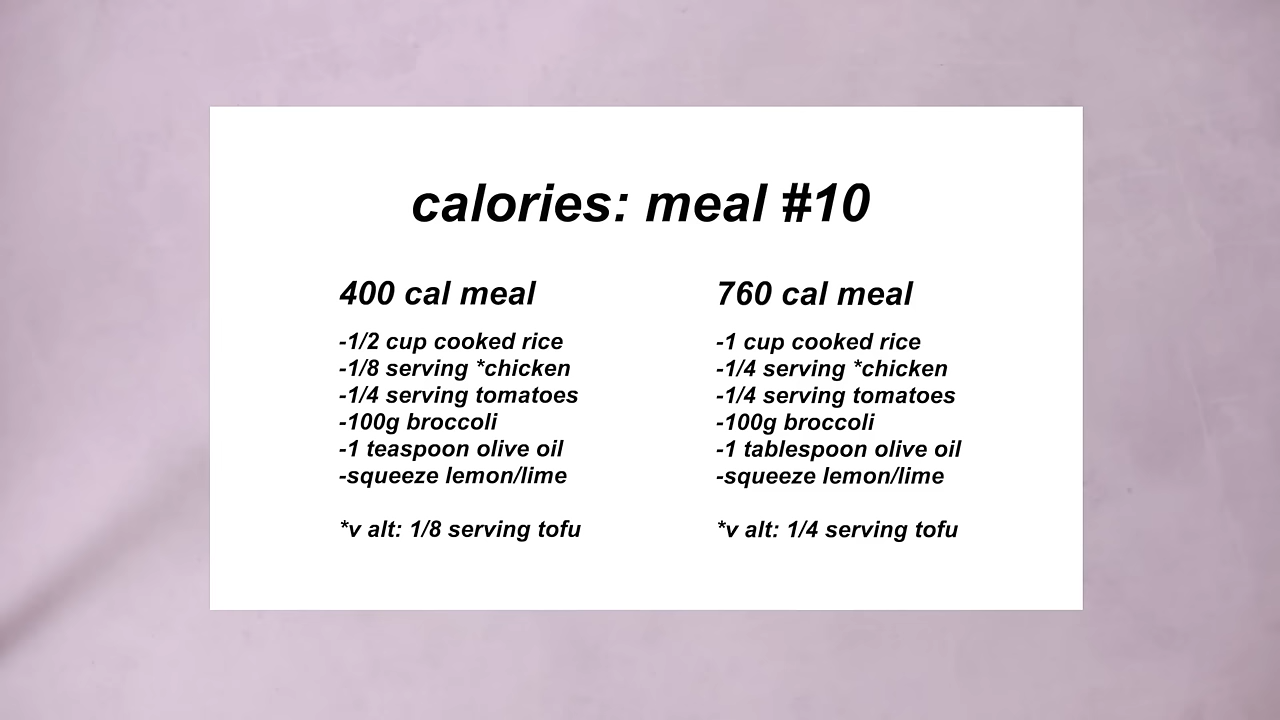 calories: meal #10
400 cal meal
-1/2 cup cooked rice
-1/8 serving *chicken
-1/4 serving tomatoes
-100g broccoli
-1 teaspoon olive oil
-squeeze lemon/lime
*v alt: 1/8 serving tofu
760 cal meal
-1 cup cooked rice
-1/4 serving *chicken
-1/4 serving tomatoes
-100g broccoli
-1 tablespoon olive oil
-squeeze lemon/lime
*v alt: 1/4 serving tofu